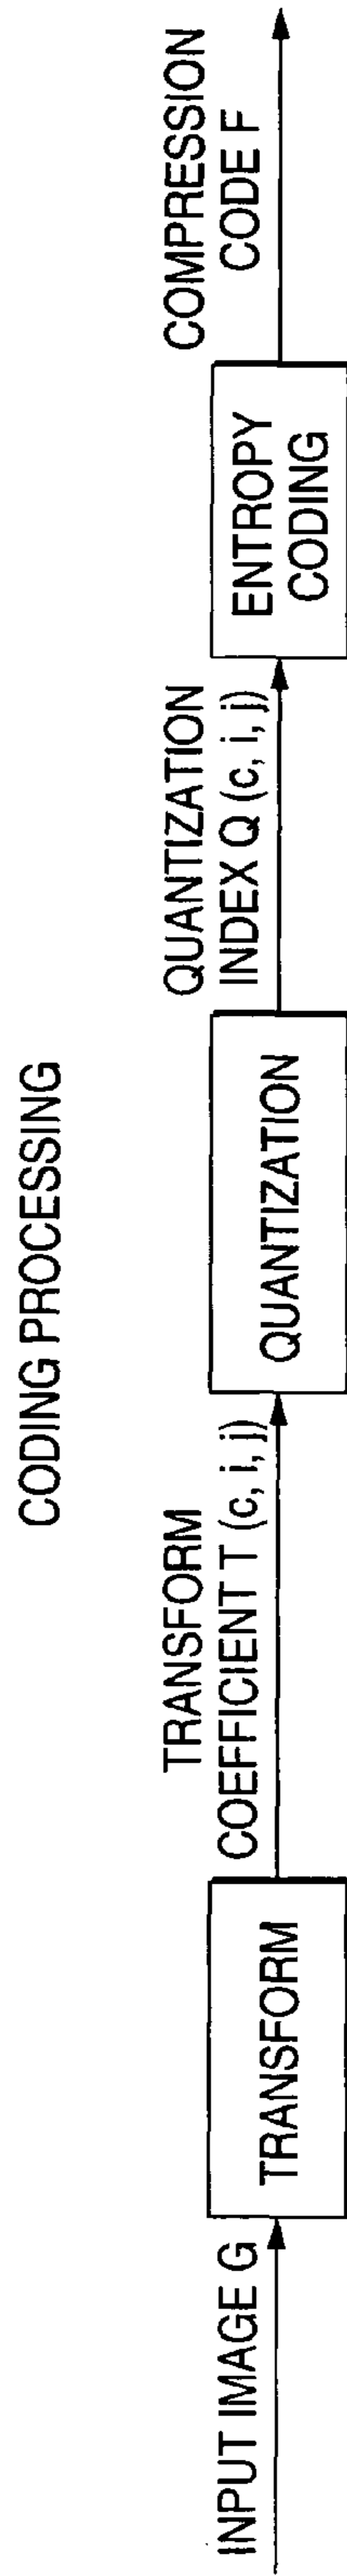 CODING PROCESSING
INPUT IMAGE G
TRANSFORM
TRANSFORM
COEFFICIENT T (c, i, j)
QUANTIZATION
QUANTIZATION
INDEX Q (c, i, j)
ENTROPY
CODING
COMPRESSION
CODE F